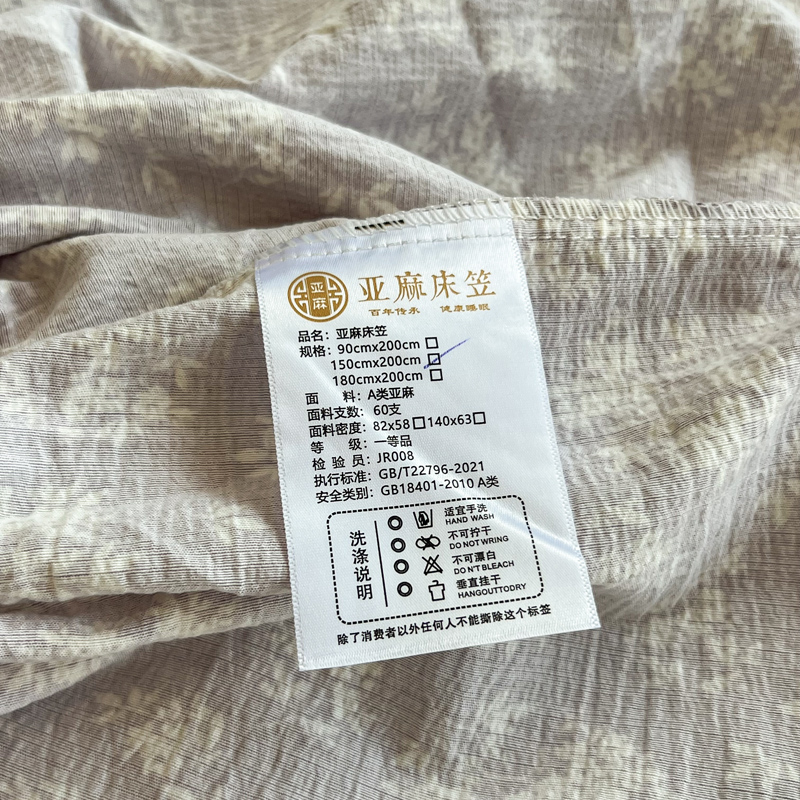 亚麻
亚麻床笠
百年传承 健康睡眠
品名：亚麻床笠
规格：90cmx200cm□
150cmx200cm□
180cmx200cm□
面 料：A类亚麻
面料支数：60支
面料密度：82x58□140x63□
等 级：一等品
检 验 员：JR008
执行标准：GB/T22796-2021
安全类别：GB18401-2010 A类
洗涤说明
适宜手洗
HAND WASH
不可拧干
DO NOT WRING
不可漂白
DO N'T BLEACH
垂直挂干
HANGOUTTODRY
除了消费者以外任何人不能撕除这个标签